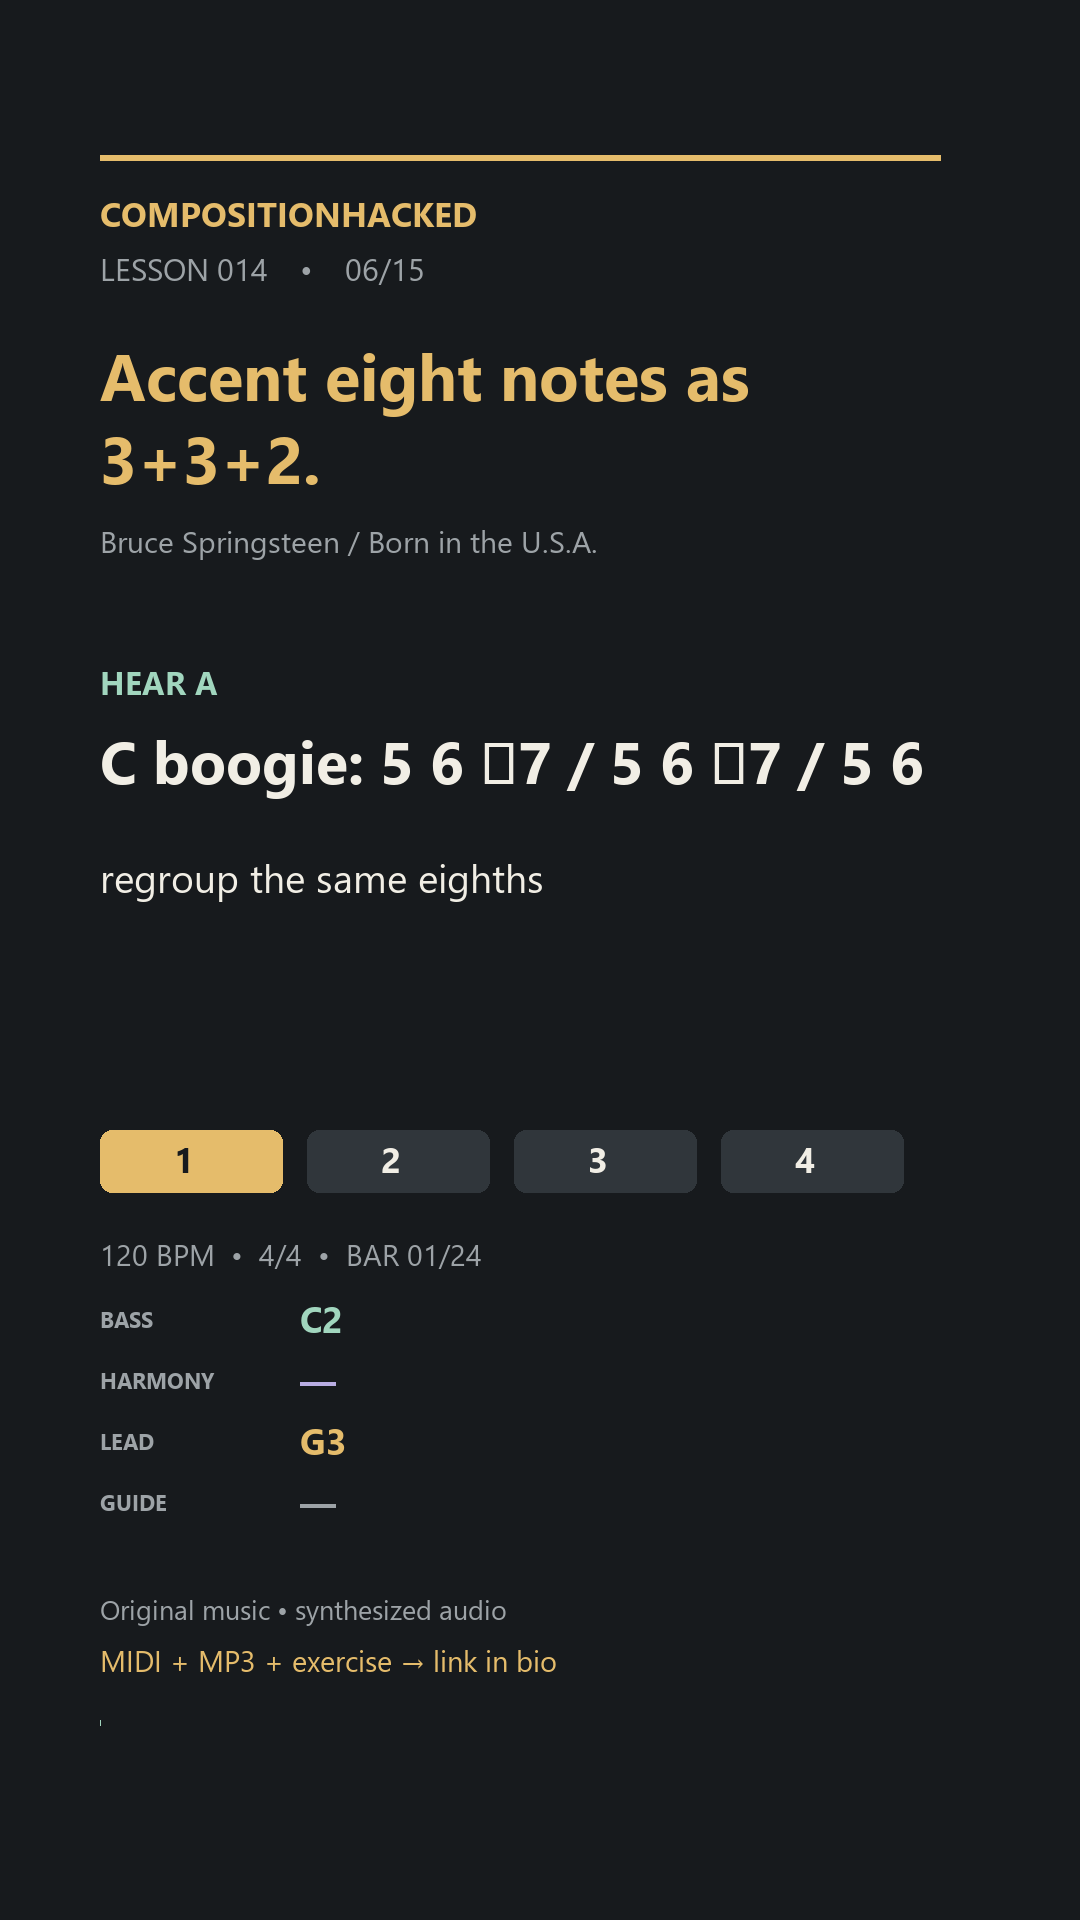 COMPOSITIONHACKED
LESSON 014 • 06/15
Accent eight notes as
3+3+2.
Bruce Springsteen / Born in the U.S.A.
HEAR A
C boogie: 5 6 □7 / 5 6 □7 / 5 6
regroup the same eighths
1 2 3 4
120 BPM • 4/4 • BAR 01/24
BASS C2
HARMONY —
LEAD G3
GUIDE —
Original music • synthesized audio
MIDI + MP3 + exercise → link in bio